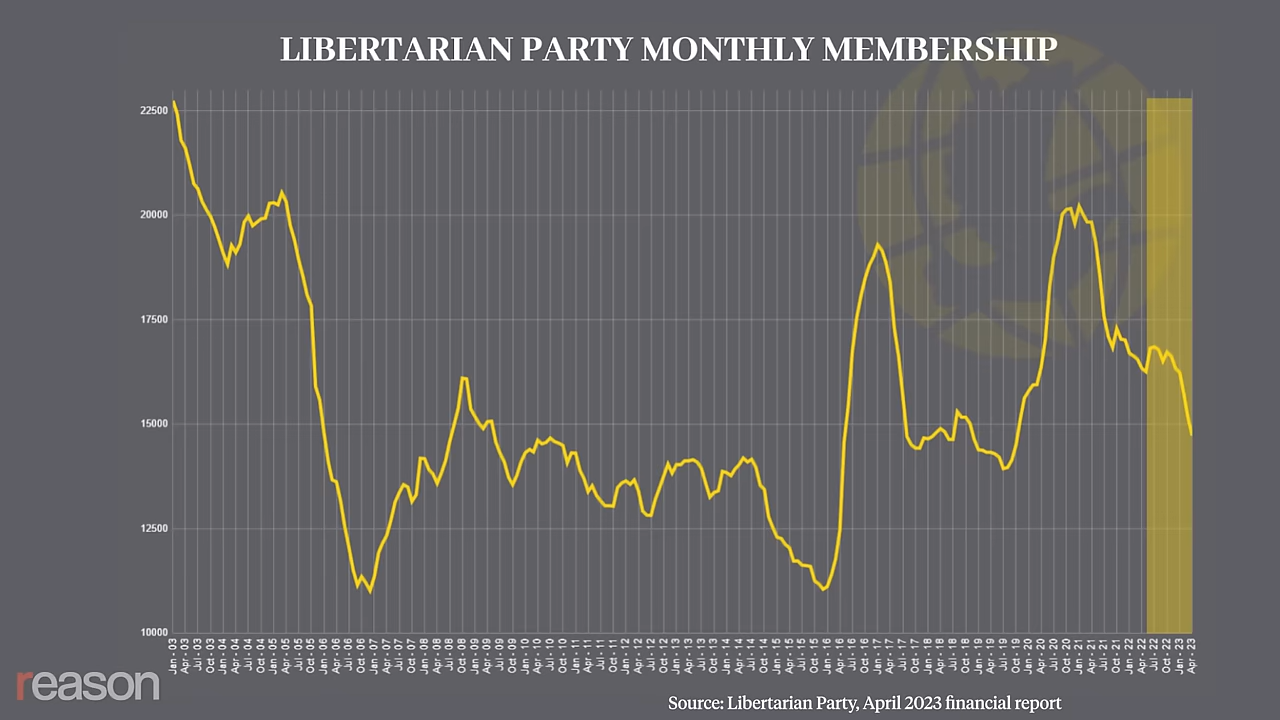 LIBERTARIAN PARTY MONTHLY MEMBERSHIP
22500
20000
17500
15000
12500
10000
Jan - 03
Apr - 03
Jul - 03
Oct - 03
Jan - 04
Apr - 04
Jul - 04
Oct - 04
Jan - 05
Apr - 05
Jul - 05
Oct - 05
Jan - 06
Apr - 06
Jul - 06
Oct - 06
Jan - 07
Apr - 07
Jul - 07
Oct - 07
Jan - 08
Apr - 08
Jul - 08
Oct - 08
Jan - 09
Apr - 09
Jul - 09
Oct - 09
Jan - 10
Apr - 10
Jul - 10
Oct - 10
Jan - 11
Apr - 11
Jul - 11
Oct - 11
Jan - 12
Apr - 12
Jul - 12
Oct - 12
Jan - 13
Apr - 13
Jul - 13
Oct - 13
Jan - 14
Apr - 14
Jul - 14
Oct - 14
Jan - 15
Apr - 15
Jul - 15
Oct - 15
Jan - 16
Apr - 16
Jul - 16
Oct - 16
Jan - 17
Apr - 17
Jul - 17
Oct - 17
Jan - 18
Apr - 18
Jul - 18
Oct - 18
Jan - 19
Apr - 19
Jul - 19
Oct - 19
Jan - 20
Apr - 20
Jul - 20
Oct - 20
Jan - 21
Apr - 21
Jul - 21
Oct - 21
Jan - 22
Apr - 22
Jul - 22
Oct - 22
Jan - 23
Apr - 23
reason
Source: Libertarian Party, April 2023 financial report